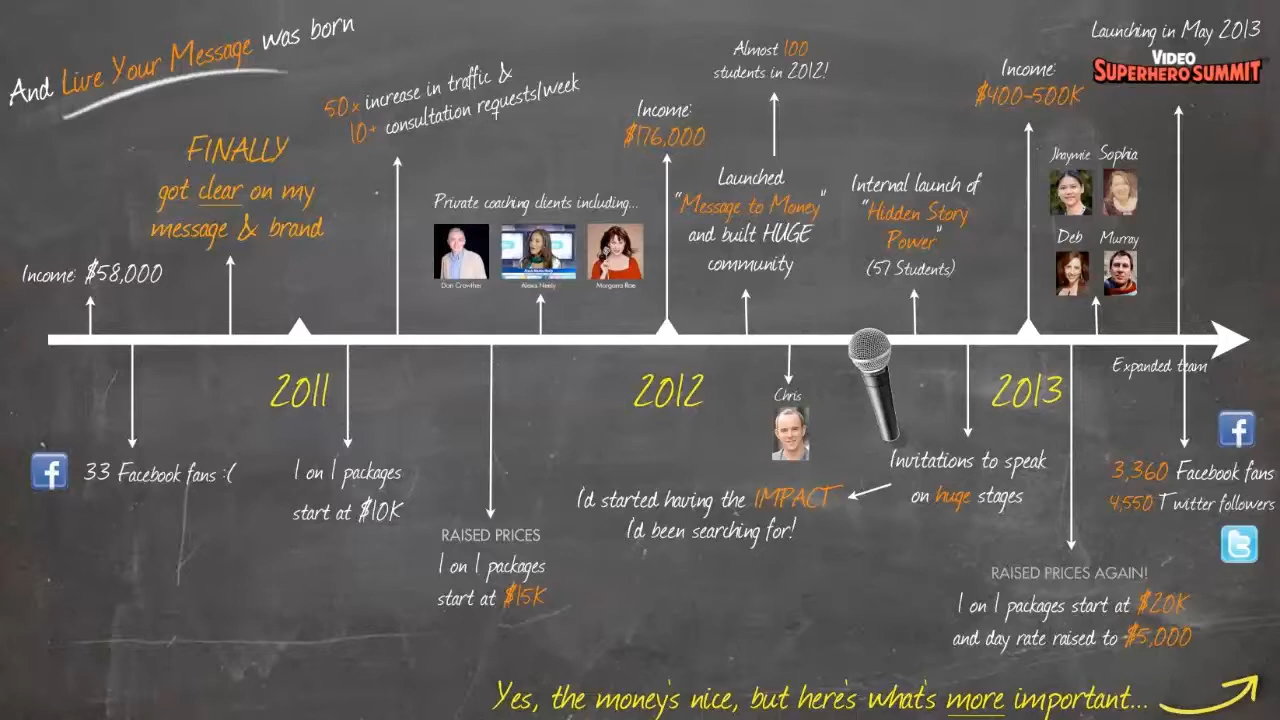 And Live Your Message was born
Income: $58,000
FINALLY
got clear on my
message & brand
50x increase in traffic &
10+ consultation requests/week
Private coaching clients including...
Dan Crowther
Alexis Neely
Margarra Rae
Income:
$176,000
Almost 100
students in 2012!
Launched
"Message to Money"
and built HUGE
community
Internal launch of
"Hidden Story
Power"
(57 Students)
Income:
$400-500K
Jhaymie Sophia
Deb Murray
Launching in May 2013
VIDEO
SUPERHERO SUMMIT
2011
2012
2013
Expanded team
33 Facebook fans :(
1 on 1 packages
start at $10K
RAISED PRICES
1 on 1 packages
start at $15K
Chris
I'd started having the IMPACT
I'd been searching for!
Invitations to speak
on huge stages
RAISED PRICES AGAIN!
1 on 1 packages start at $20K
and day rate raised to $5,000
3,360 Facebook fans
4,550 Twitter followers
Yes, the money's nice, but here's what's more important...